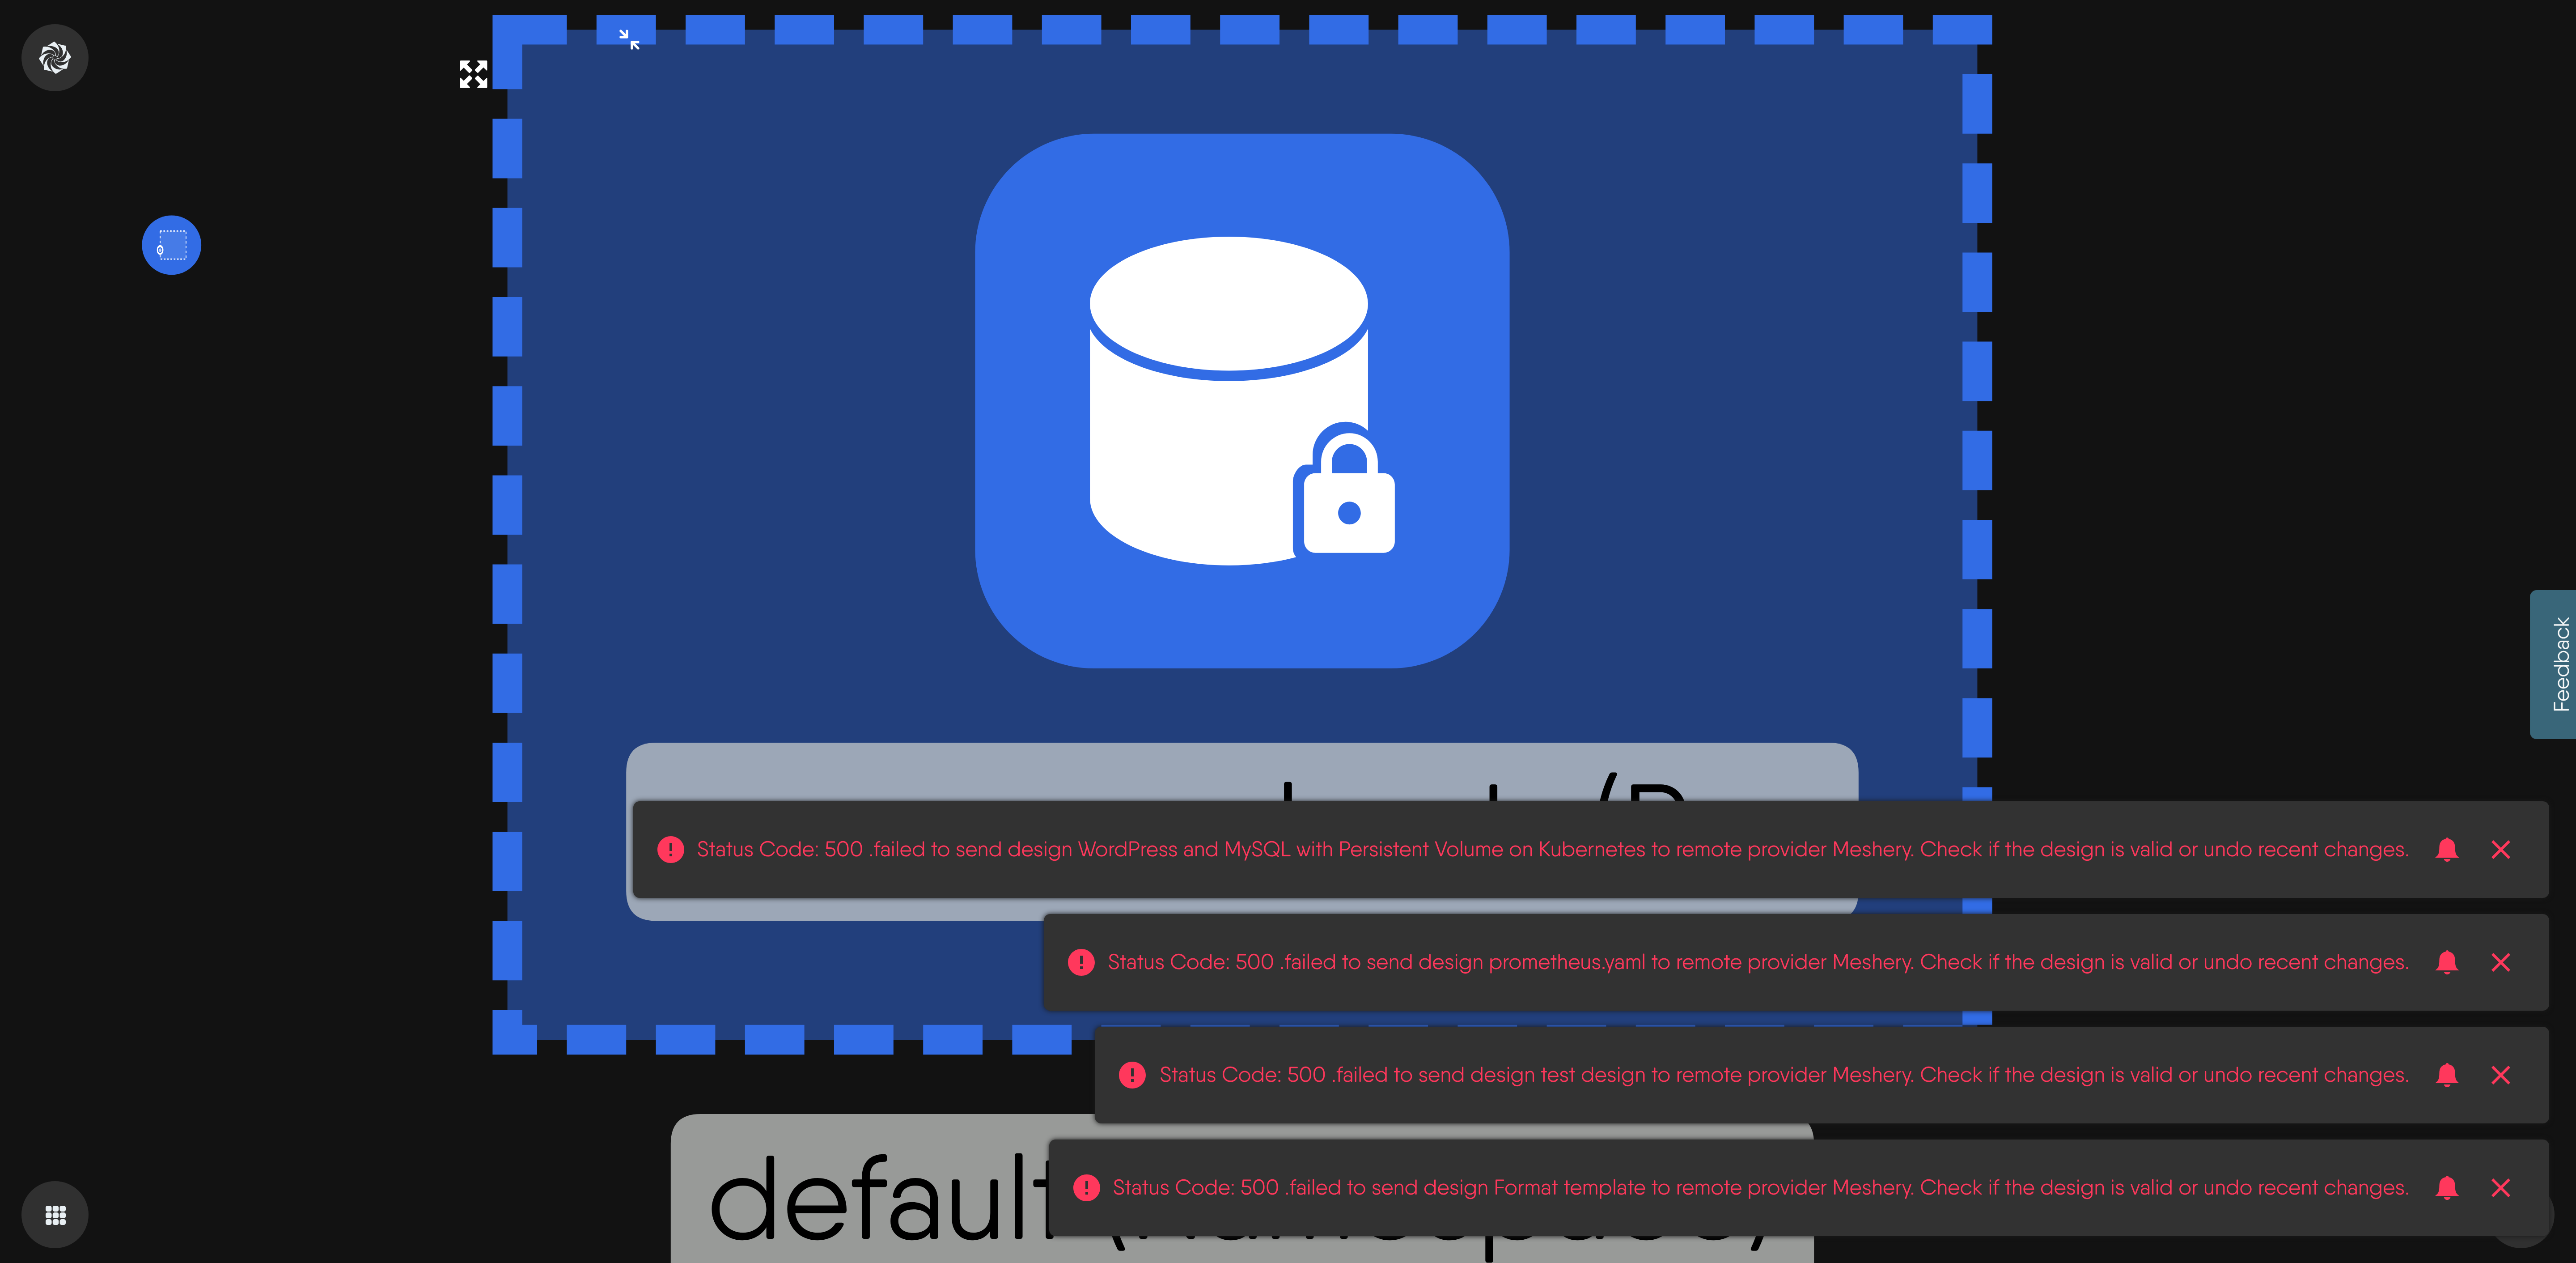 Feedback
Status Code: 500 .failed to send design WordPress and MySQL with Persistent Volume on Kubernetes to remote provider Meshery. Check if the design is valid or undo recent changes.
Status Code: 500 .failed to send design prometheus.yaml to remote provider Meshery. Check if the design is valid or undo recent changes.
Status Code: 500 .failed to send design test design to remote provider Meshery. Check if the design is valid or undo recent changes.
Status Code: 500 .failed to send design Format template to remote provider Meshery. Check if the design is valid or undo recent changes.
default